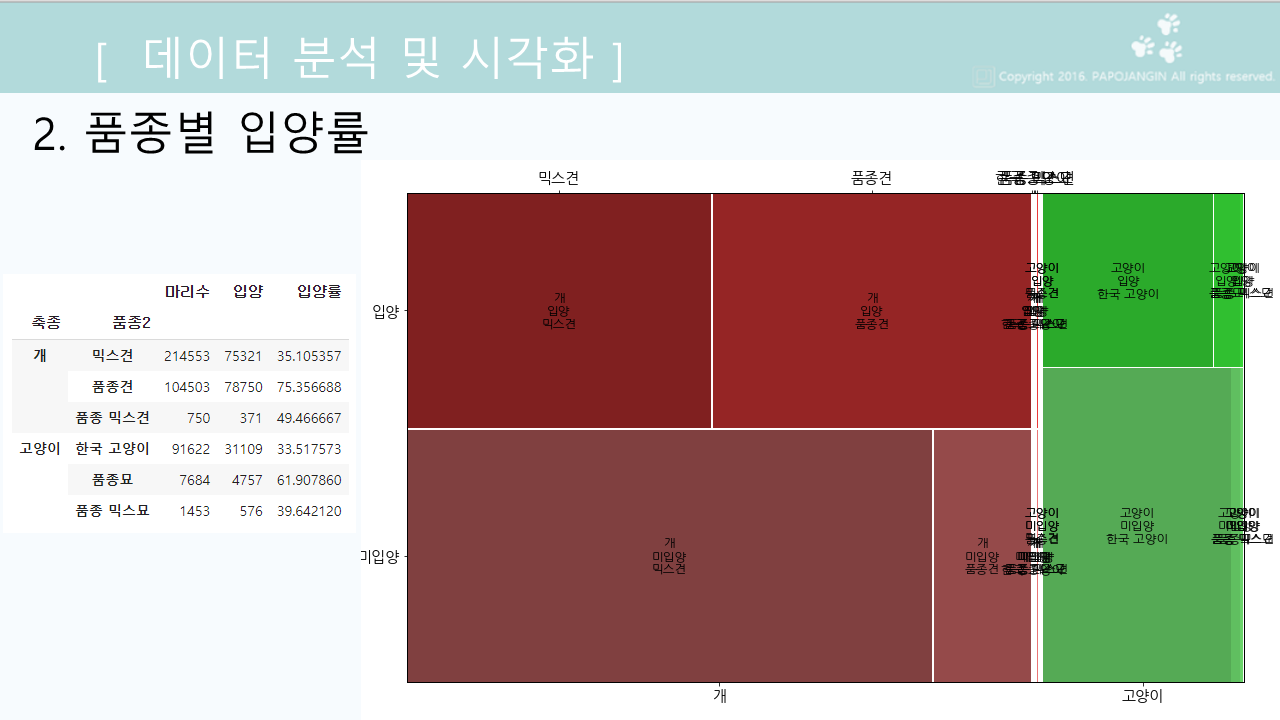 [ 데이터 분석 및 시각화 ]
Copyright 2016. PAPOJANGIN All rights reserved.
2. 품종별 입양률
마리수 입양 입양률
축종 품종2
개 믹스견 214553 75321 35.105357
품종견 104503 78750 75.356688
품종 믹스견 750 371 49.466667
고양이 한국 고양이 91622 31109 33.517573
품종묘 7684 4757 61.907860
품종 믹스묘 1453 576 39.642120
믹스견 품종견
입양
개
입양
믹스견
개
입양
품종견
고양이
입양
한국 고양이
미입양
개
미입양
믹스견
개
미입양
품종견
고양이
미입양
한국 고양이
개 고양이